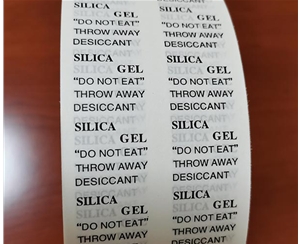 SILICA
GEL
"DO NOT EAT"
THROW AWAY
DESICCANT
SILICA
GEL
"DO NOT EAT"
THROW AWAY
DESICCANT
SILICA
GEL
"DO NOT EAT"
THROW AWAY
DESICCANT
SILICA
GEL
"DO NOT EAT"
THROW AWAY
SILICA
GEL
"DO NOT EAT"
THROW AWAY
DESICCANT
SILICA
GEL
"DO NOT EAT"
THROW AWAY
DESICCANT
SILICA
GEL
"DO NOT EAT"
THROW AWAY
DESICCANT
SILICA
GEL
"DO NOT EAT"
THROW AWAY
DESICCANT